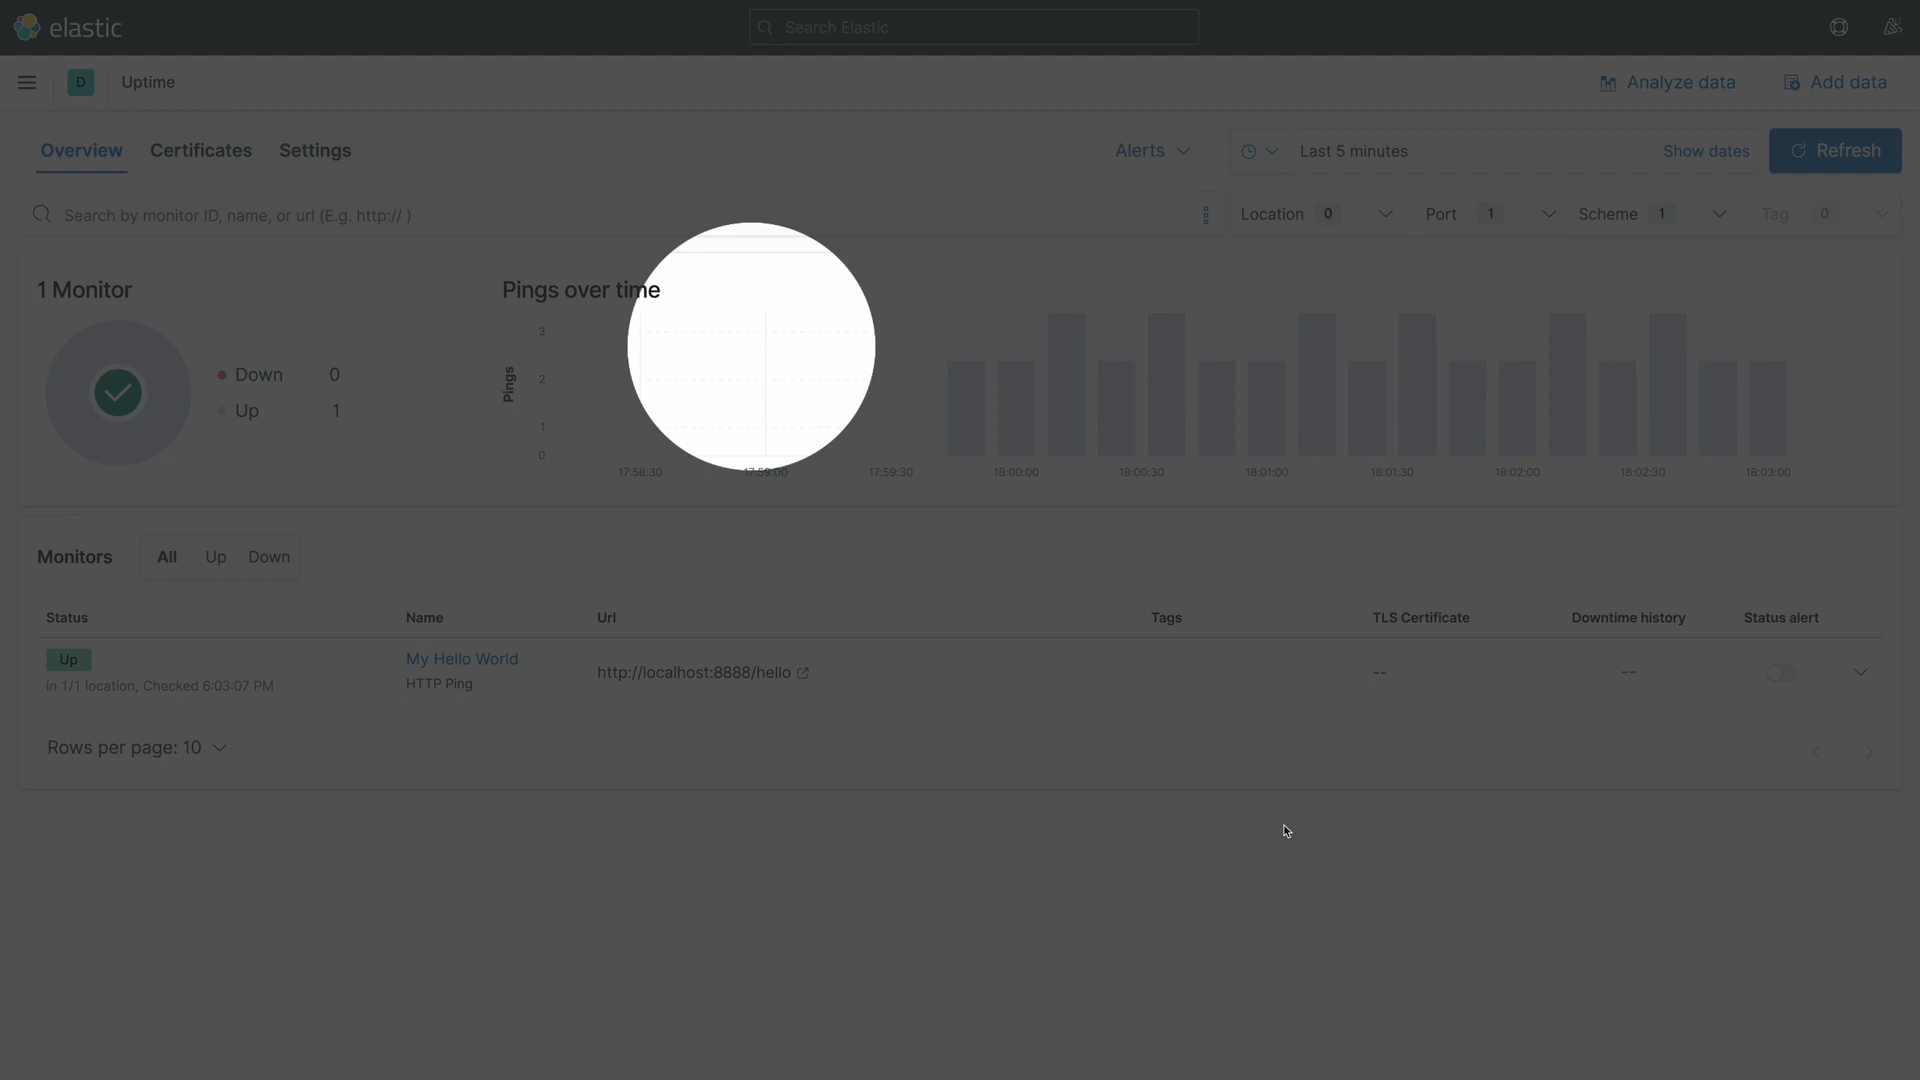 elastic
Search Elastic
D
Uptime
Analyze data
Add data
Overview
Certificates
Settings
Alerts
Last 5 minutes
Show dates
Refresh
Search by monitor ID, name, or url (E.g. http:// )
Location 0
Port 1
Scheme 1
Tag 0
1 Monitor
Down 0
Up 1
Pings over time
Pings
3
2
1
0
17:58:30
17:59:00
17:59:30
18:00:00
18:00:30
18:01:00
18:01:30
18:02:00
18:02:30
18:03:00
Monitors
All
Up
Down
Status
Name
Url
Tags
TLS Certificate
Downtime history
Status alert
Up
in 1/1 location, Checked 6:03:07 PM
My Hello World
HTTP Ping
http://localhost:8888/hello
--
--
Rows per page: 10